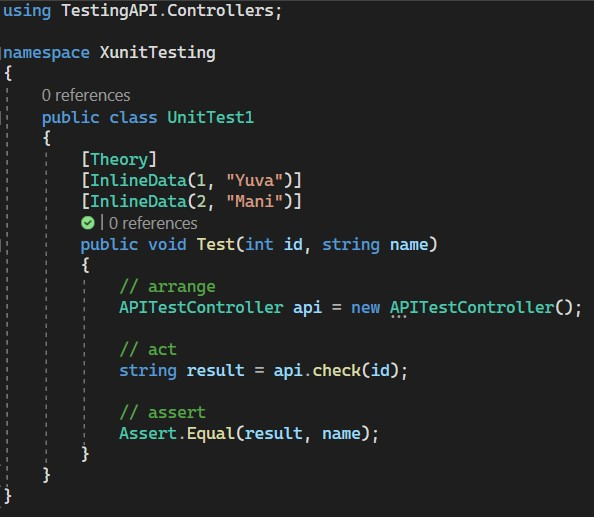 using TestingAPI.Controllers;
namespace XunitTesting
{
0 references
public class UnitTest1
{
[Theory]
[InlineData(1, "Yuva")]
[InlineData(2, "Mani")]
| 0 references
public void Test(int id, string name)
{
// arrange
APITestController api = new APITestController();
// act
string result = api.check(id);
// assert
Assert.Equal(result, name);
}
}
}